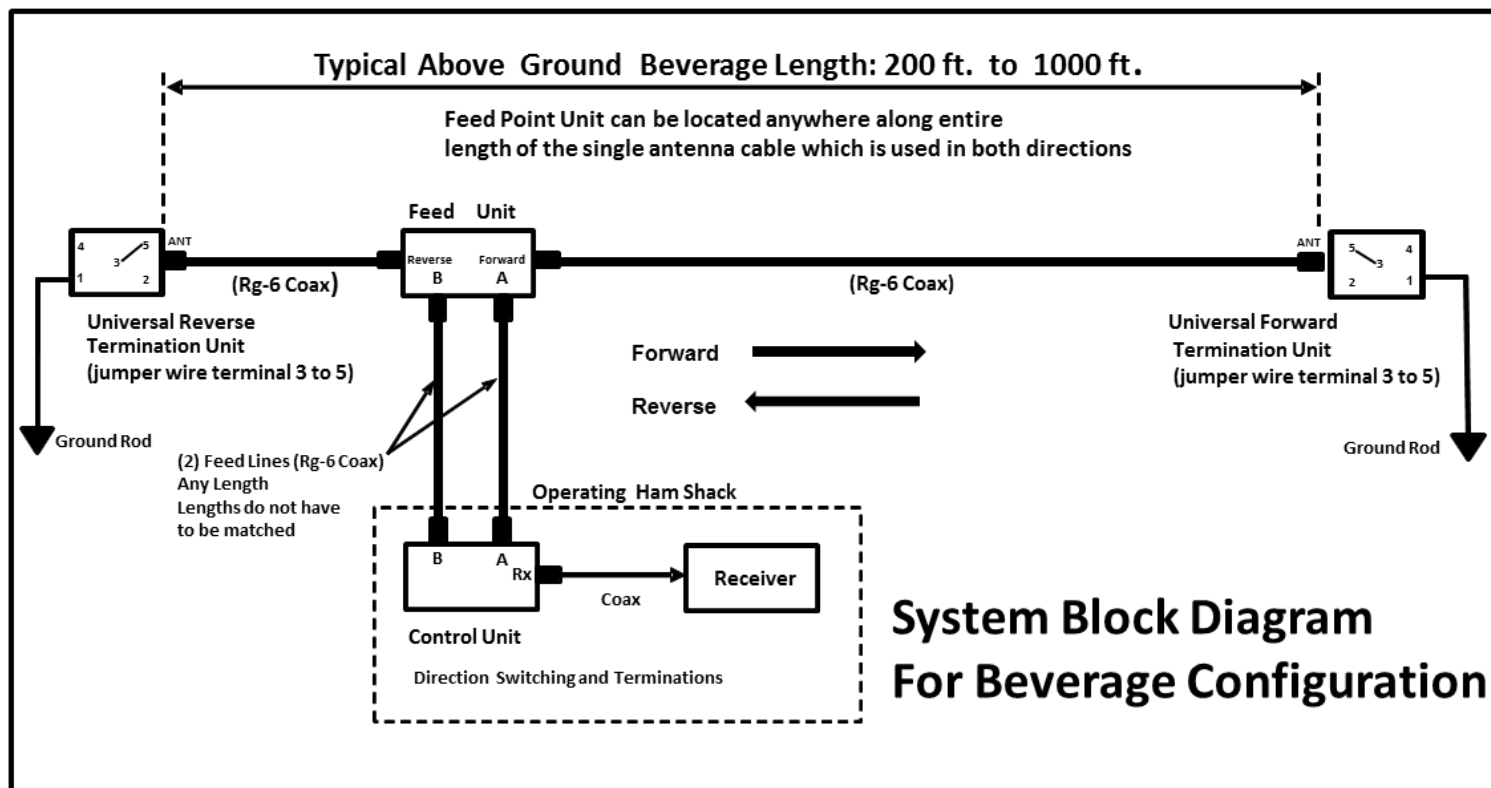 Typical Above Ground Beverage Length: 200 ft. to 1000 ft.
Feed Point Unit can be located anywhere along entire
length of the single antenna cable which is used in both directions
Feed Unit
4
5
3
1
2
ANT
(Rg-6 Coax)
Reverse
B
Forward
A
(Rg-6 Coax)
ANT
5
4
3
2
1
Universal Reverse
Termination Unit
(jumper wire terminal 3 to 5)
Universal Forward
Termination Unit
(jumper wire terminal 3 to 5)
Forward
Reverse
Ground Rod
Ground Rod
(2) Feed Lines (Rg-6 Coax)
Any Length
Lengths do not have
to be matched
Operating Ham Shack
B
A
Rx
Coax
Receiver
Control Unit
Direction Switching and Terminations
System Block Diagram
For Beverage Configuration